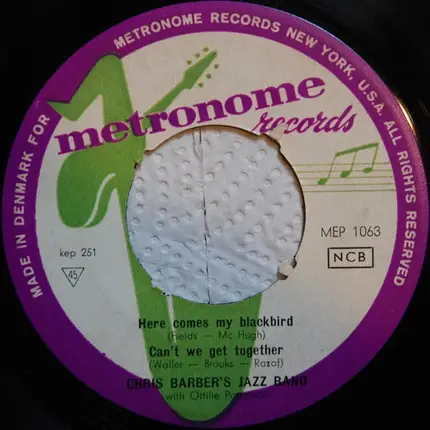 MADE IN DENMARK FOR METRONOME RECORDS NEW YORK, U.S.A. ALL RIGHTS RESERVED
metronome
records
kep 251
45
MEP 1063
NCB
Here comes my blackbird
(Fields — Mc Hugh)
Can't we get together
(Waller — Brooks — Razaf)
CHRIS BARBER'S JAZZ BAND
with Ottilie